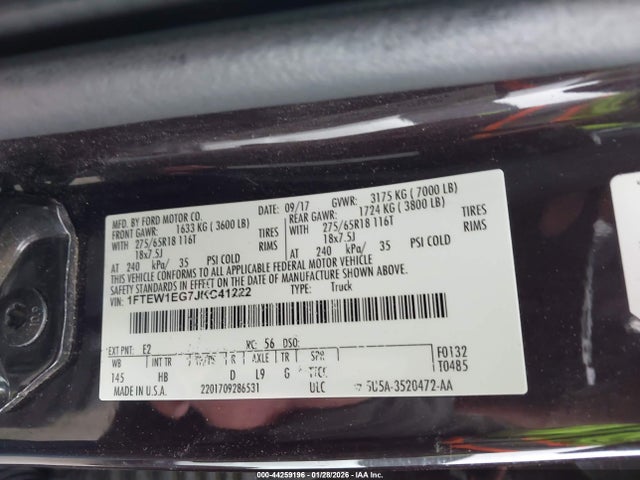 MFD. BY FORD MOTOR CO.
09/17 GVWR: 3175 KG ( 7000 LB)
FRONT GAWR: 1633 KG ( 3600 LB) REAR GAWR: 1724 KG ( 3800 LB)
WITH 275/65R18 116T TIRES WITH 275/65R18 116T TIRES
18x7.5J RIMS 18x7.5J RIMS
AT 240 kPa/ 35 PSI COLD AT 240 kPa/ 35 PSI COLD
THIS VEHICLE CONFORMS TO ALL APPLICABLE FEDERAL MOTOR VEHICLE
SAFETY STANDARDS IN EFFECT ON THE DATE OF MANUFACTURE SHOWN ABOVE.
VIN: 1FTEW1EG7JKC41222 TYPE: Truck
EXT PNT: E2 RC: 56 DSO:
WB INT TR R AXLE TR
145 HB D L9 G
F0132
T0485
MADE IN U.S.A. 2201709286531 ULC 5U5A-3520472-AA
000-44259196 - 01/28/2026 - IAA Inc.